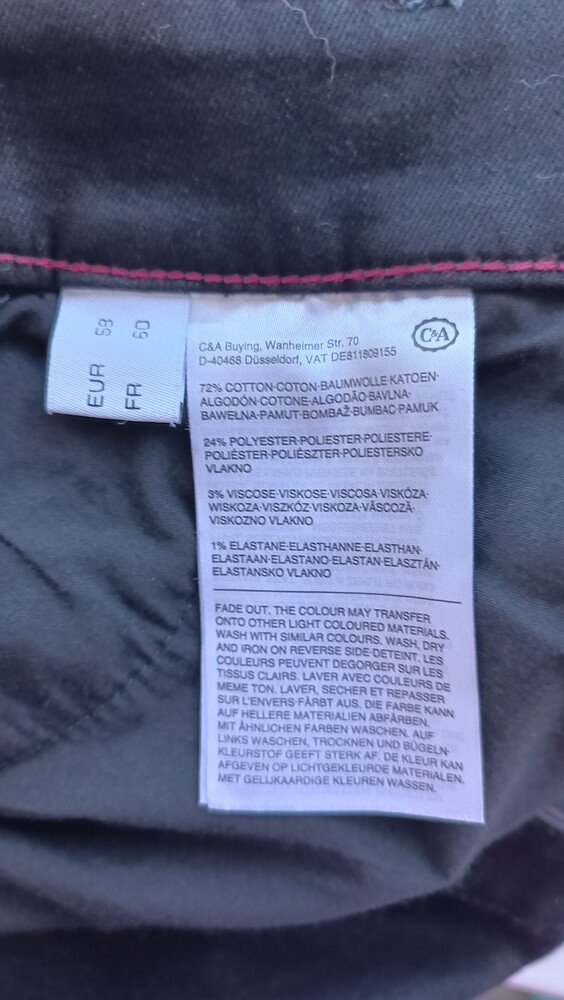 EUR 58
FR 60
C&A
C&A Buying, Wanheimer Str. 70
D-40468 Düsseldorf, VAT DE811809155
72% COTTON·COTON·BAUMWOLLE·KATOEN·
ALGODÓN·COTONE·ALGODÃO·BAVLNA·
BAWEŁNA·PAMUT·BOMBAŽ·BUMBAC·PAMUK
24% POLYESTER·POLIESTER·POLIESTERE·
POLIÉSTER·POLIÉSZTER·POLIESTERSKO
VLAKNO
3% VISCOSE·VISKOSE·VISCOSA·VISKÓZA·
WISKOZA·VISZKÓZ·VISKOZA·VÂSCOZĂ·
VISKOZNO VLAKNO
1% ELASTANE·ELASTHANNE·ELASTHAN·
ELASTAAN·ELASTANO·ELASTAN·ELASZTÁN·
ELASTANSKO VLAKNO
FADE OUT. THE COLOUR MAY TRANSFER
ONTO OTHER LIGHT COLOURED MATERIALS.
WASH WITH SIMILAR COLOURS. WASH, DRY
AND IRON ON REVERSE SIDE·DETEINT. LES
COULEURS PEUVENT DEGORGER SUR LES
TISSUS CLAIRS. LAVER AVEC COULEURS DE
MEME TON. LAVER, SECHER ET REPASSER
SUR L'ENVERS·FÄRBT AUS. DIE FARBE KANN
AUF HELLERE MATERIALIEN ABFÄRBEN.
MIT ÄHNLICHEN FARBEN WASCHEN. AUF
LINKS WASCHEN, TROCKNEN UND BÜGELN·
KLEURSTOF GEEFT STERK AF. DE KLEUR KAN
AFGEVEN OP LICHTGEKLEURDE MATERIALEN.
MET GELIJKAARDIGE KLEUREN WASSEN.